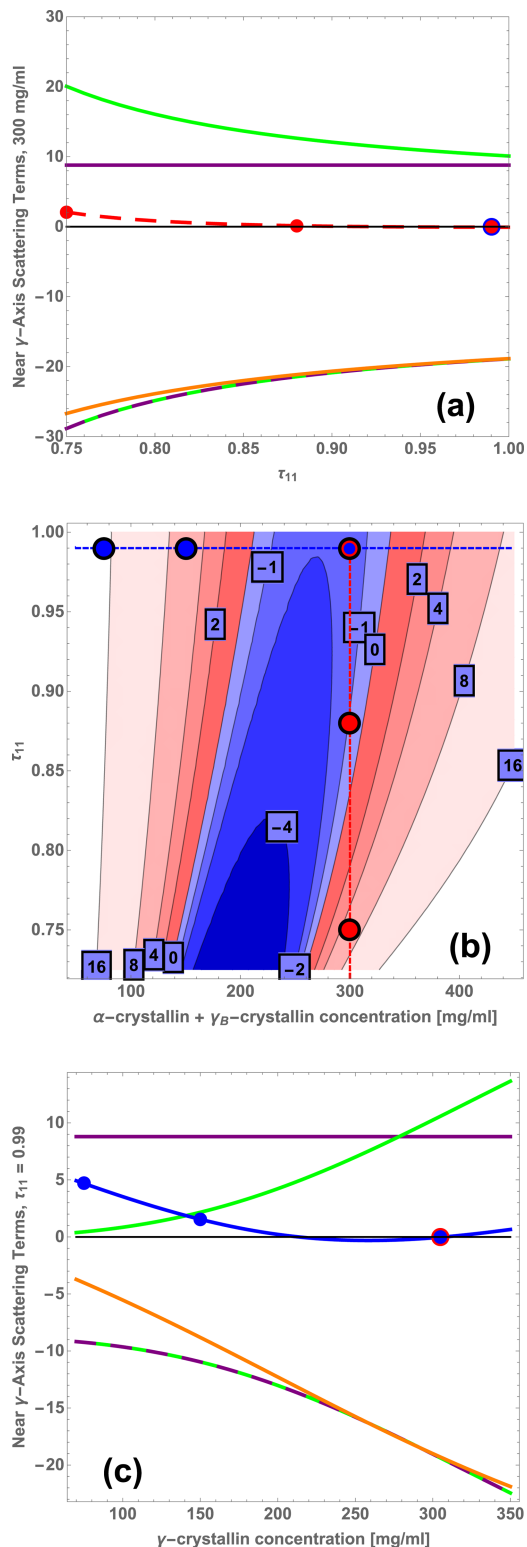 Near γ-Axis Scattering Terms, 300 mg/ml
30
20
10
0
-10
-20
-30
0.75 0.80 0.85 0.90 0.95 1.00
τ11
(a)
τ11
1.00
0.95
0.90
0.85
0.80
0.75
-1
2
-1
0
2
4
8
16
-4
16
8
4
0
-2
(b)
100 200 300 400
α-crystallin + γB-crystallin concentration [mg/ml]
Near γ-Axis Scattering Terms, τ11 = 0.99
10
5
0
-5
-10
-15
-20
(c)
100 150 200 250 300 350
γ-crystallin concentration [mg/ml]